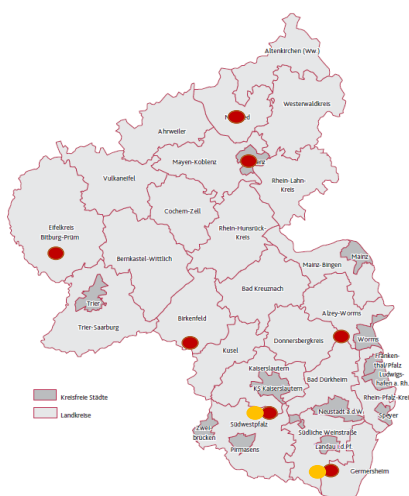 Altenkirchen (Ww.)
Westerwaldkreis
Ahrweiler
Mayen-Koblenz
Rhein-Lahn-
Kreis
Vulkaneifel
Cochem-Zell
Eifelkreis
Bitburg-Prüm
Rhein-Hunsrück-
Kreis
Bernkastel-Wittlich
Mainz
Mainz-Bingen
Bad Kreuznach
Trier
Trier-Saarburg
Birkenfeld
Alzey-Worms
Worms
Donnersbergkreis
Kusel
Franken-
thal/Pfalz
Ludwigs-
hafen a. Rh.
Kaiserslautern
KS Kaiserslautern
Bad Dürkheim
Rhein-Pfalz-Kreis
Kreisfreie Städte
Landkreise
Neustadt a.d.W.
Speyer
Südwestpfalz
Zwei-
brücken
Pirmasens
Südliche Weinstraße
Landau i.d.Pf.
Germersheim